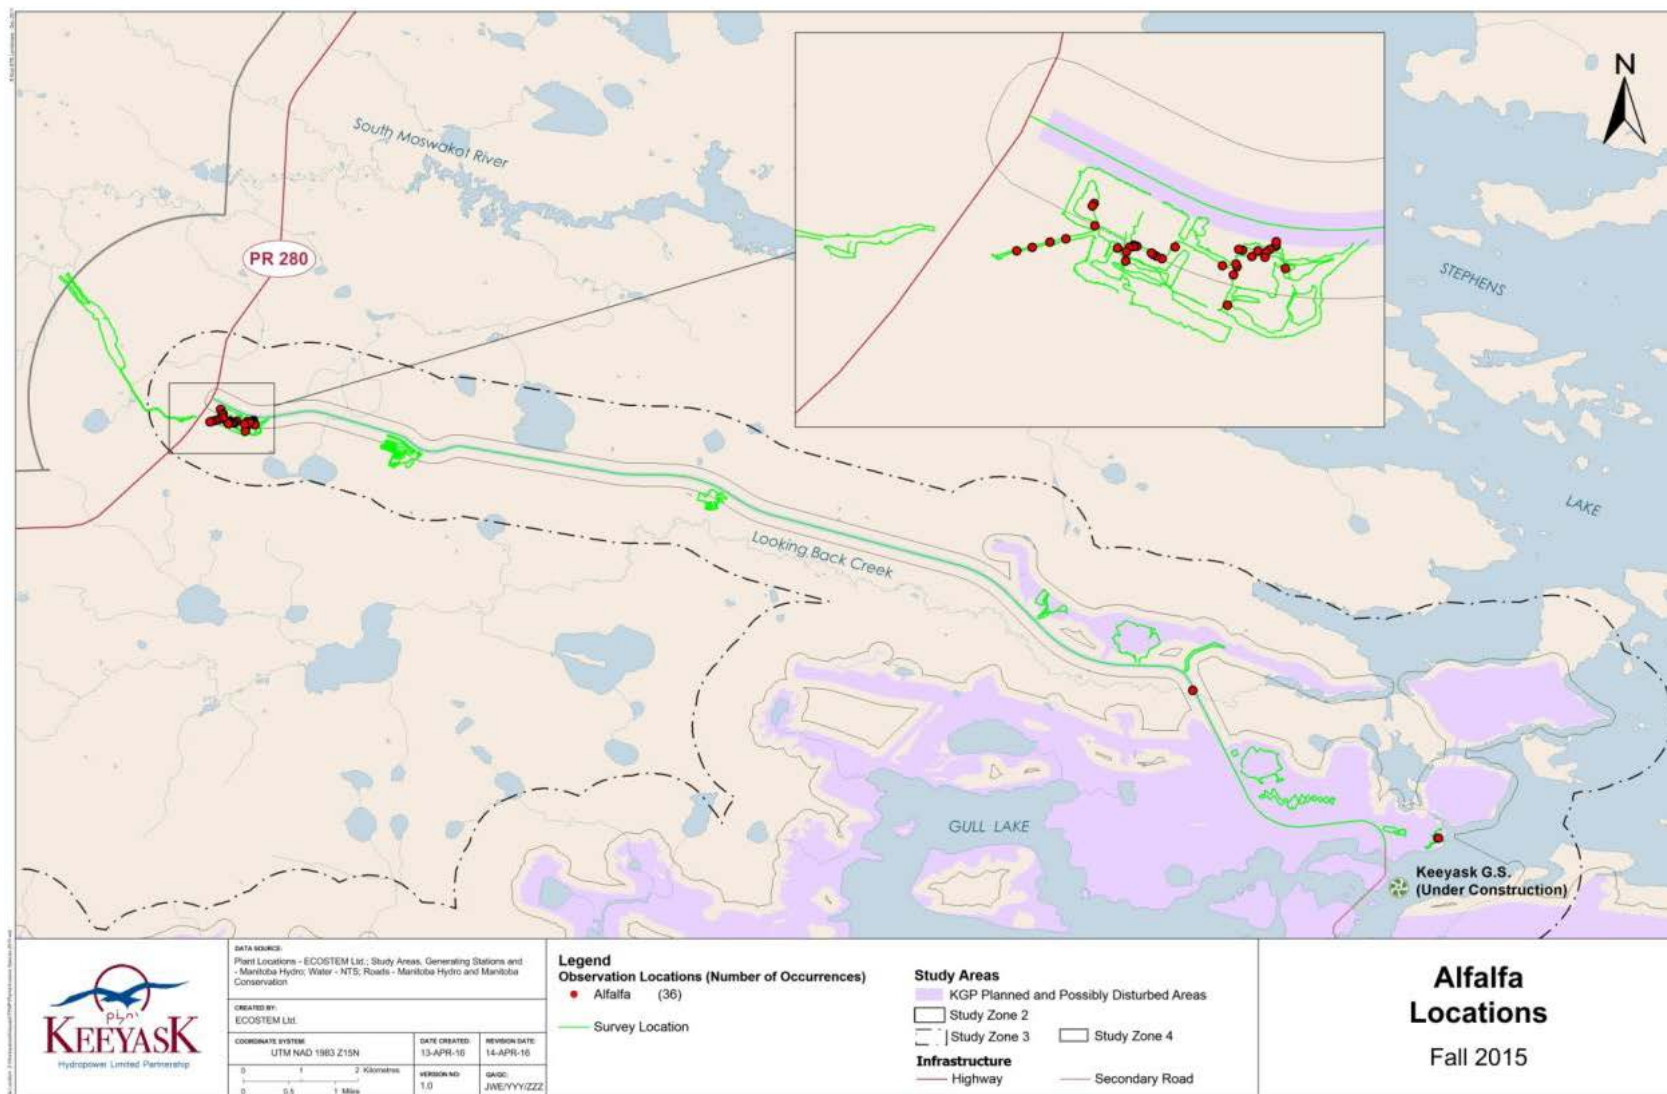 N
South Moswakot River
PR 280
STEPHENS
LAKE
Looking Back Creek
GULL LAKE
Keeyask G.S.
(Under Construction)
KEEYASK
Hydropower Limited Partnership
DATA SOURCE:
Plant Locations - ECOSTEM Ltd.; Study Areas, Generating Stations and
- Manitoba Hydro; Water - NTS; Roads - Manitoba Hydro and Manitoba
Conservation
CREATED BY:
ECOSTEM Ltd.
COORDINATE SYSTEM:
UTM NAD 1983 Z15N
DATE CREATED:
13-APR-16
REVISION DATE:
14-APR-16
0 1 2 Kilometres
0 0.5 1 Miles
VERSION NO:
1.0
QA/QC:
JWE/YYY/ZZZ
Legend
Observation Locations (Number of Occurrences)
Alfalfa (36)
Survey Location
Study Areas
KGP Planned and Possibly Disturbed Areas
Study Zone 2
Study Zone 3
Study Zone 4
Infrastructure
Highway
Secondary Road
Alfalfa
Locations
Fall 2015